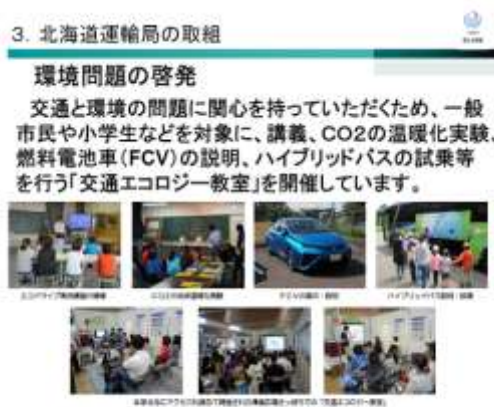 3. 北海道運輸局の取組
環境問題の啓発
交通と環境の問題に関心を持っていただくため、一般
市民や小学生などを対象に、講義、CO2の温暖化実験、
燃料電池車(FCV)の説明、ハイブリッドバスの試乗等
を行う「交通エコロジー教室」を開催しています。